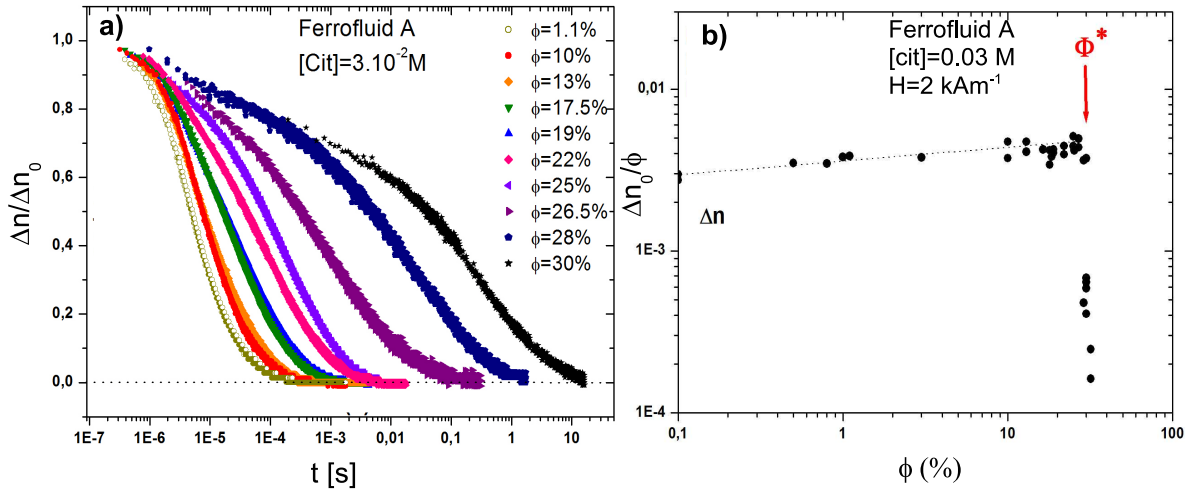 a)
Ferrofluid A
[Cit]=3.10⁻²M
ϕ=1.1%
ϕ=10%
ϕ=13%
ϕ=17.5%
ϕ=19%
ϕ=22%
ϕ=25%
ϕ=26.5%
ϕ=28%
ϕ=30%
Δn/Δn₀
1,0
0,8
0,6
0,4
0,2
0,0
1E-7 1E-6 1E-5 1E-4 1E-3 0,01 0,1 1 10 100
t [s]
b)
Ferrofluid A
[cit]=0.03 M
H=2 kAm⁻¹
Φ*
Δn
Δn₀/ϕ
0,01
1E-3
1E-4
0,1 1 10 100
ϕ (%)